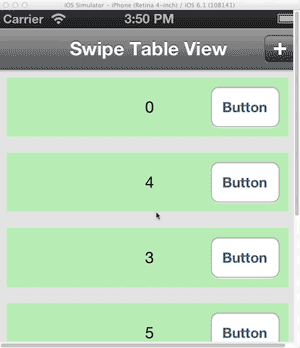 iOS Simulator - iPhone (Retina 4-inch) / iOS 6.1 (10B141)
Carrier 3:50 PM
Swipe Table View +
0 Button
4 Button
3 Button
5 Button